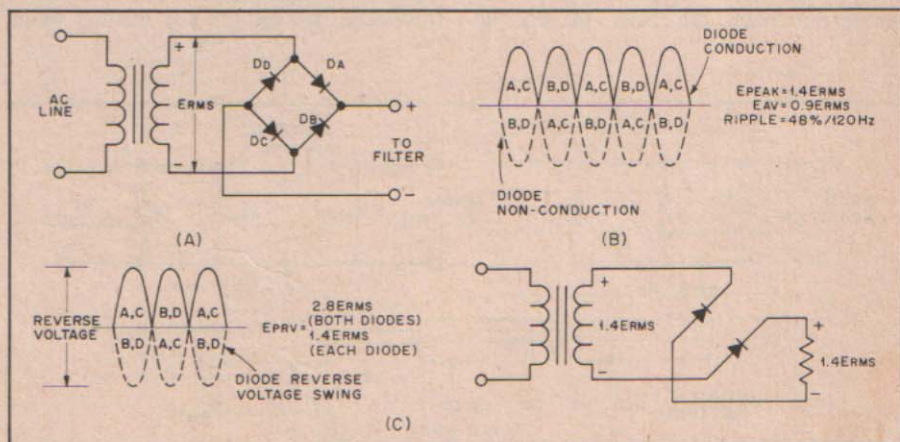 AC
LINE
+
ERMS
-
DD
DA
DC
DB
+
TO
FILTER
-
(A)
DIODE
CONDUCTION
A,C B,D A,C B,D A,C
B,D A,C B,D A,C B,D
EPEAK=1.4ERMS
EAV=0.9ERMS
RIPPLE=48%/120Hz
DIODE
NON-CONDUCTION
(B)
REVERSE
VOLTAGE
A,C B,D A,C
B,D A,C B,D
EPRV=
2.8ERMS
(BOTH DIODES)
1.4ERMS
(EACH DIODE)
DIODE REVERSE
VOLTAGE SWING
+
1.4ERMS
-
+
1.4ERMS
-
(C)